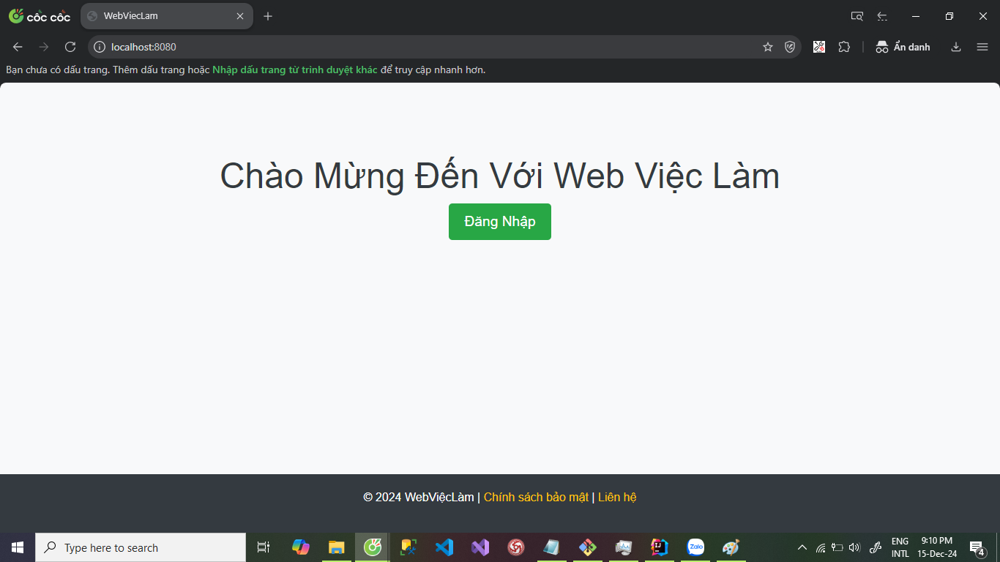 cốc cốc
WebViecLam
localhost:8080
Ẩn danh
Bạn chưa có dấu trang. Thêm dấu trang hoặc Nhập dấu trang từ trình duyệt khác để truy cập nhanh hơn.
Chào Mừng Đến Với Web Việc Làm
Đăng Nhập
© 2024 WebViệcLàm | Chính sách bảo mật | Liên hệ
Type here to search
Zalo
ENG
INTL
9:10 PM
15-Dec-24
4